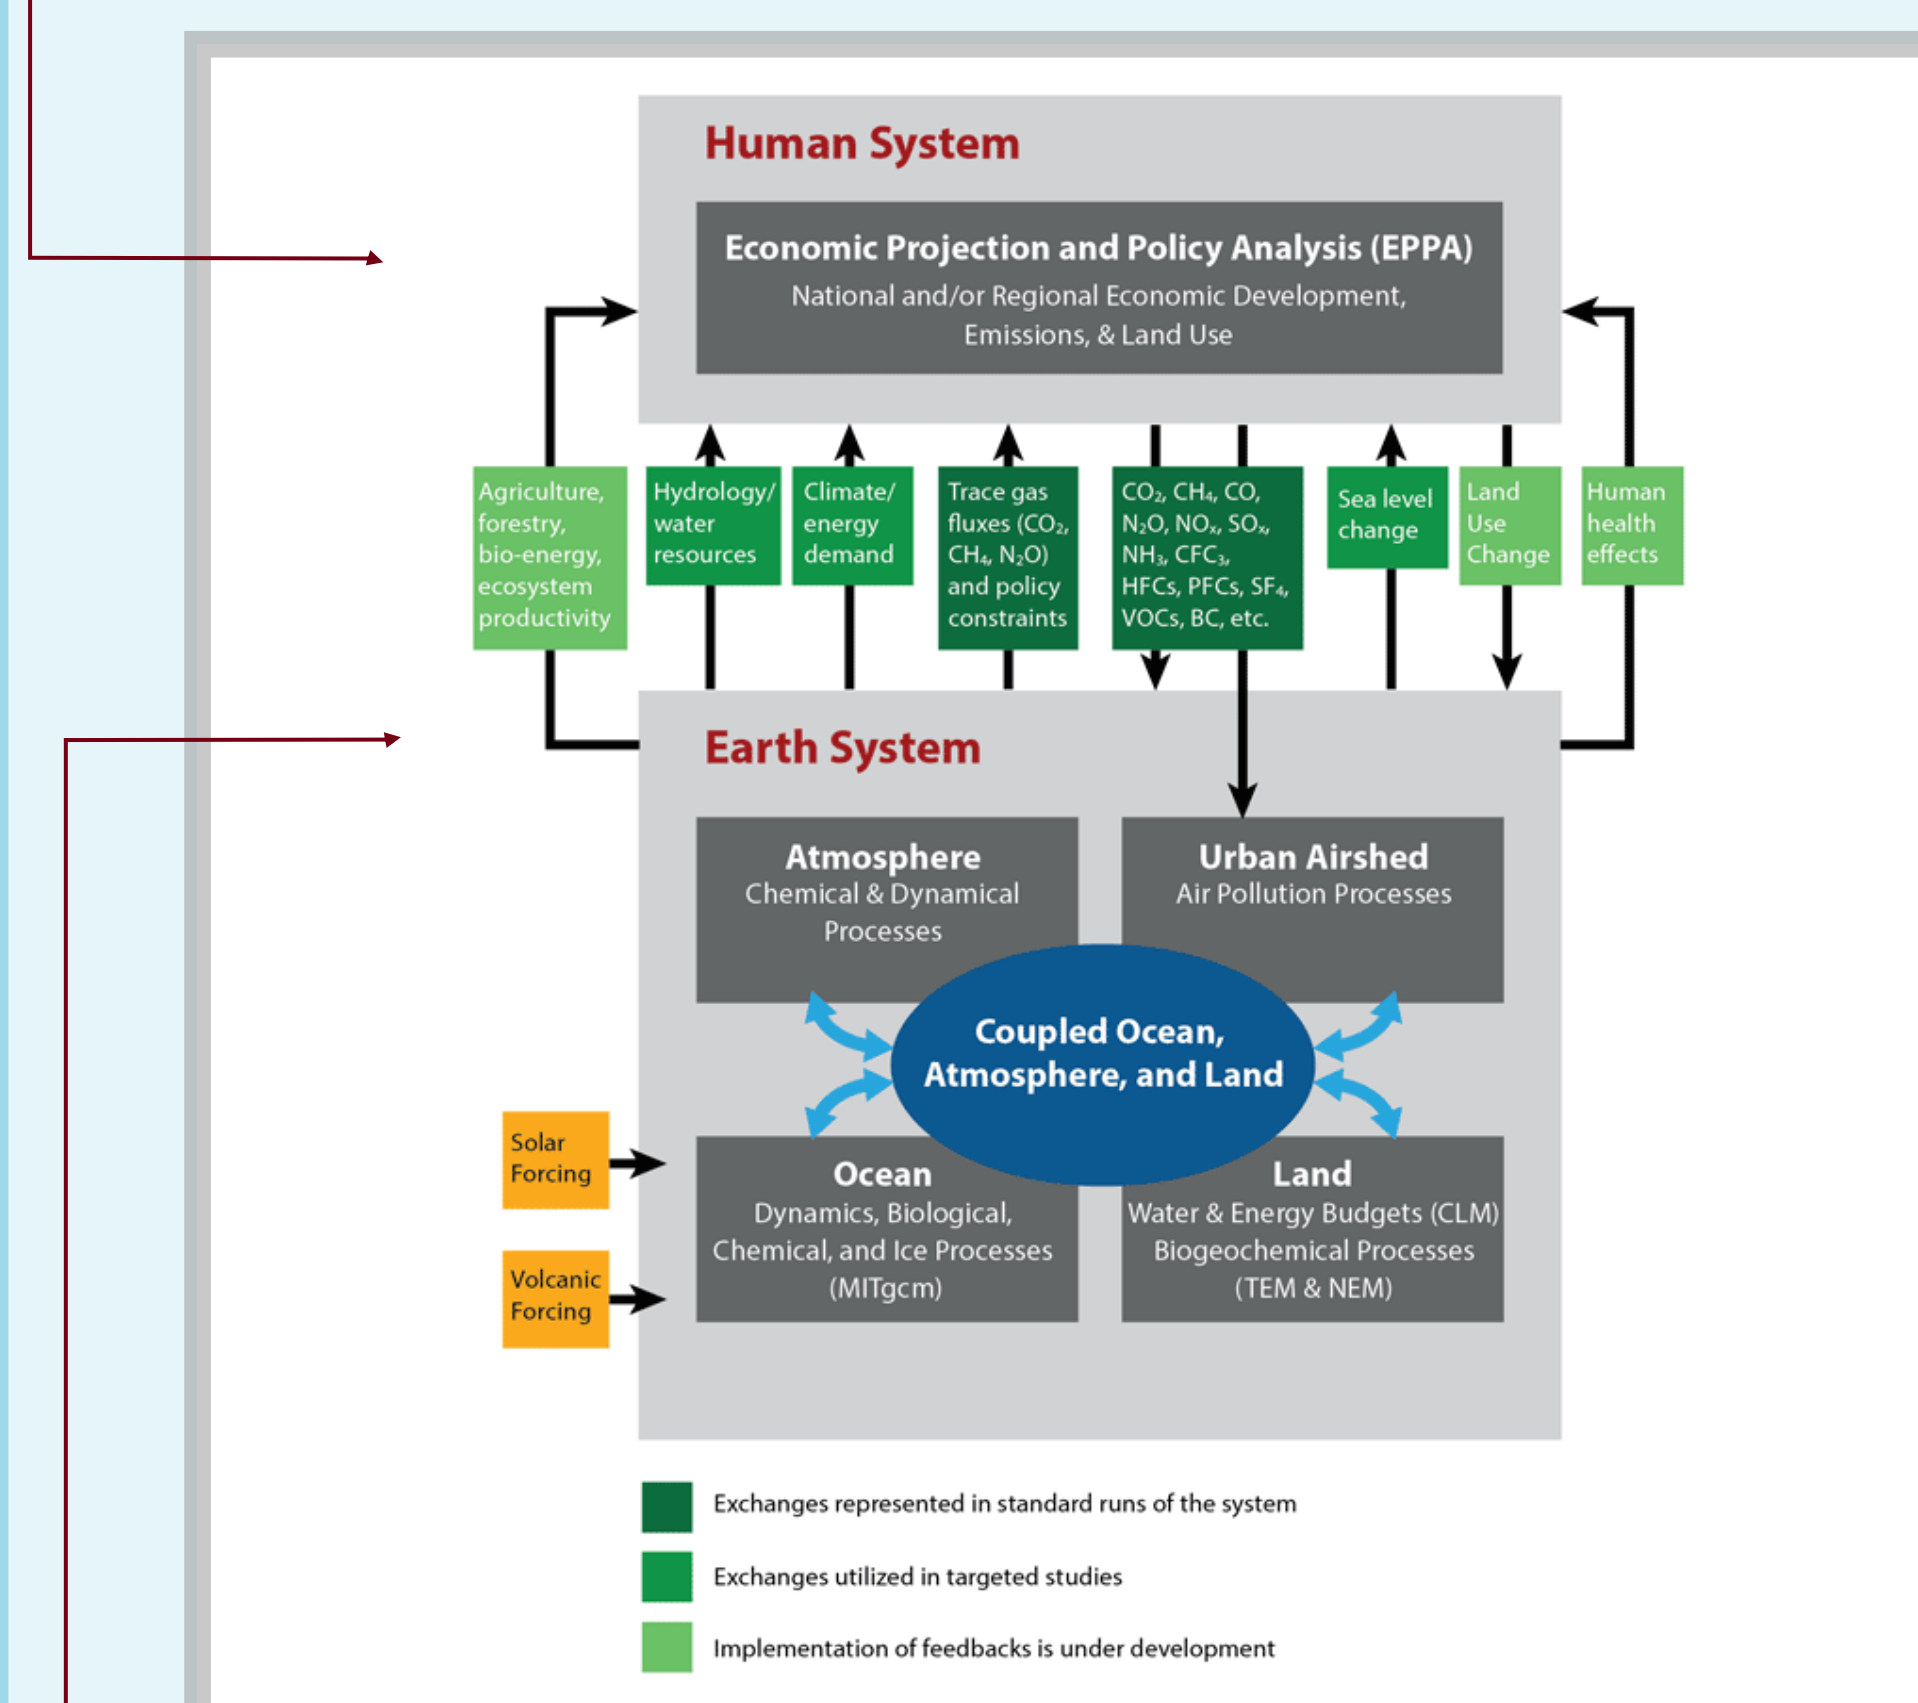 Human System
Economic Projection and Policy Analysis (EPPA)
National and/or Regional Economic Development,
Emissions, & Land Use
Agriculture,
forestry,
bio-energy,
ecosystem
productivity
Hydrology/
water
resources
Climate/
energy
demand
Trace gas
fluxes (CO₂,
CH₄, N₂O)
and policy
constraints
CO₂, CH₄, CO,
N₂O, NOₓ, SOₓ,
NH₃, CFC₃,
HFCs, PFCs, SF₄,
VOCs, BC, etc.
Sea level
change
Land
Use
Change
Human
health
effects
Earth System
Atmosphere
Chemical & Dynamical
Processes
Urban Airshed
Air Pollution Processes
Coupled Ocean,
Atmosphere, and Land
Solar
Forcing
Volcanic
Forcing
Ocean
Dynamics, Biological,
Chemical, and Ice Processes
(MITgcm)
Land
Water & Energy Budgets (CLM)
Biogeochemical Processes
(TEM & NEM)
Exchanges represented in standard runs of the system
Exchanges utilized in targeted studies
Implementation of feedbacks is under development